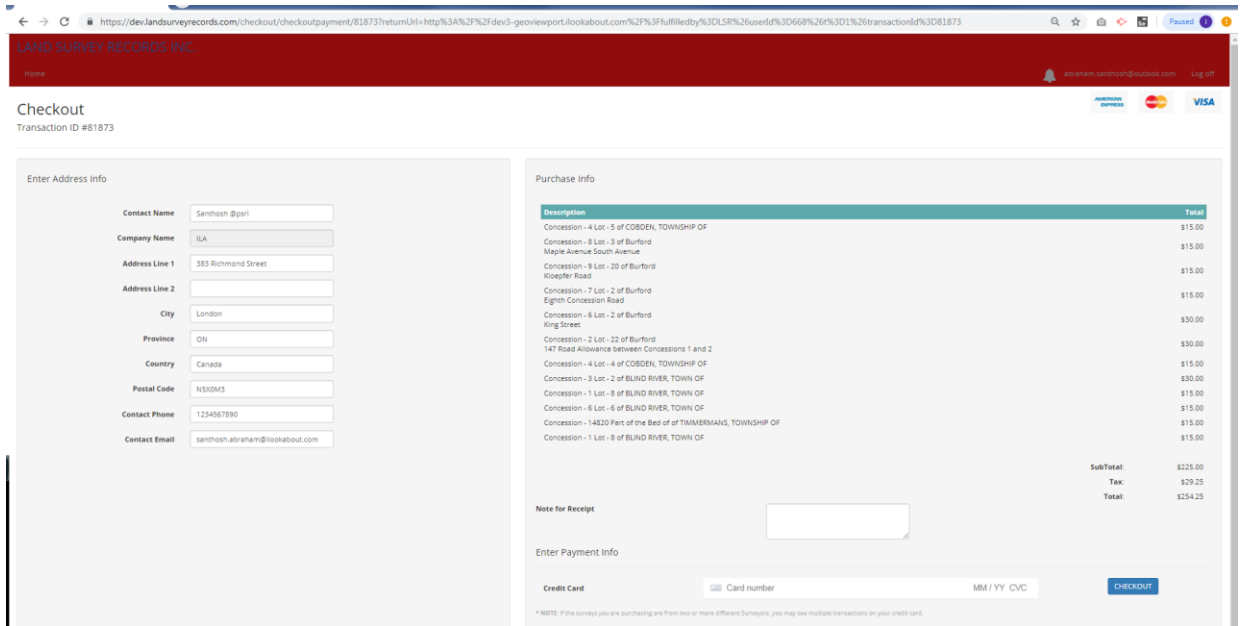 https://dev.landsurveyrecords.com/checkout/checkoutpayment/81873?returnUrl=http%3A%2F%2Fdev3-geoviewport.ilookabout.com%2F%3Ffulfilledby%3DLSR%26userId%3D668%26t%3D1%26transactionId%3D81873
Paused
LAND SURVEY RECORDS INC.
Home
abraham.santhosh@outlook.com Log off
Checkout
Transaction ID #81873
AMERICAN EXPRESS MasterCard VISA
Enter Address Info
Contact Name Santhosh @psrl
Company Name ILA
Address Line 1 383 Richmond Street
Address Line 2
City London
Province ON
Country Canada
Postal Code N5X0M3
Contact Phone 1234567890
Contact Email santhosh.abraham@ilookabout.com
Purchase Info
Description Total
Concession - 4 Lot - 5 of COBDEN, TOWNSHIP OF $15.00
Concession - 8 Lot - 3 of Burford
Maple Avenue South Avenue $15.00
Concession - 9 Lot - 20 of Burford
Kloepfer Road $15.00
Concession - 7 Lot - 2 of Burford
Eighth Concession Road $15.00
Concession - 6 Lot - 2 of Burford
King Street $30.00
Concession - 2 Lot - 22 of Burford
147 Road Allowance between Concessions 1 and 2 $30.00
Concession - 4 Lot - 4 of COBDEN, TOWNSHIP OF $15.00
Concession - 3 Lot - 2 of BLIND RIVER, TOWN OF $30.00
Concession - 1 Lot - 8 of BLIND RIVER, TOWN OF $15.00
Concession - 6 Lot - 6 of BLIND RIVER, TOWN OF $15.00
Concession - 14820 Part of the Bed of of TIMMERMANS, TOWNSHIP OF $15.00
Concession - 1 Lot - 8 of BLIND RIVER, TOWN OF $15.00
SubTotal: $225.00
Tax: $29.25
Total: $254.25
Note for Receipt
Enter Payment Info
Credit Card Card number MM / YY CVC CHECKOUT
* NOTE: If the surveys you are purchasing are from two or more different Surveyors, you may see multiple transactions on your credit card.